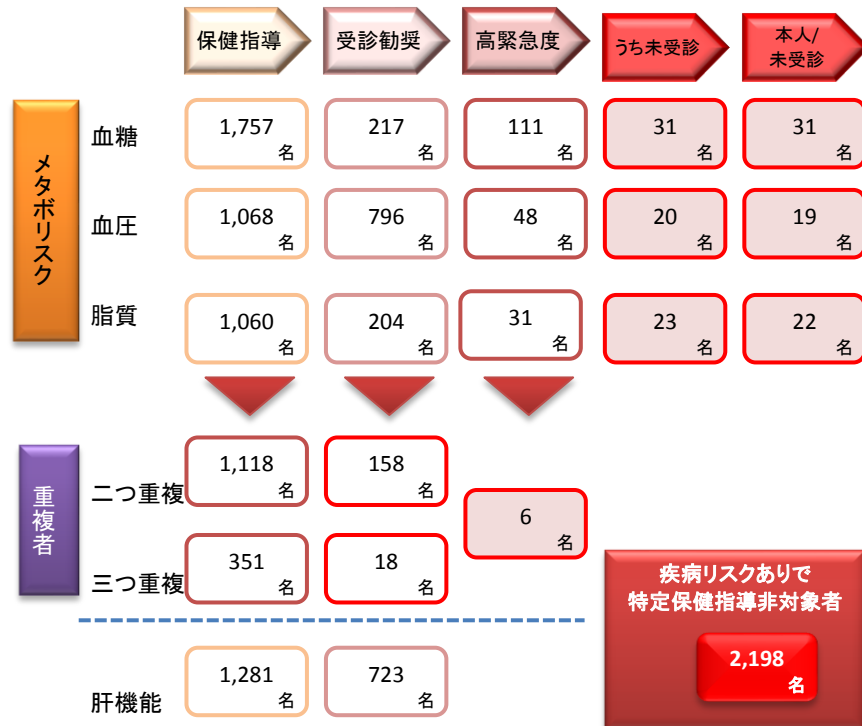 保健指導
受診勧奨
高緊急度
うち未受診
本人/
未受診
メタボリスク
血糖
1,757
名
217
名
111
名
31
名
31
名
血圧
1,068
名
796
名
48
名
20
名
19
名
脂質
1,060
名
204
名
31
名
23
名
22
名
重複者
二つ重複
1,118
名
158
名
6
名
三つ重複
351
名
18
名
疾病リスクありで
特定保健指導非対象者
2,198
名
肝機能
1,281
名
723
名